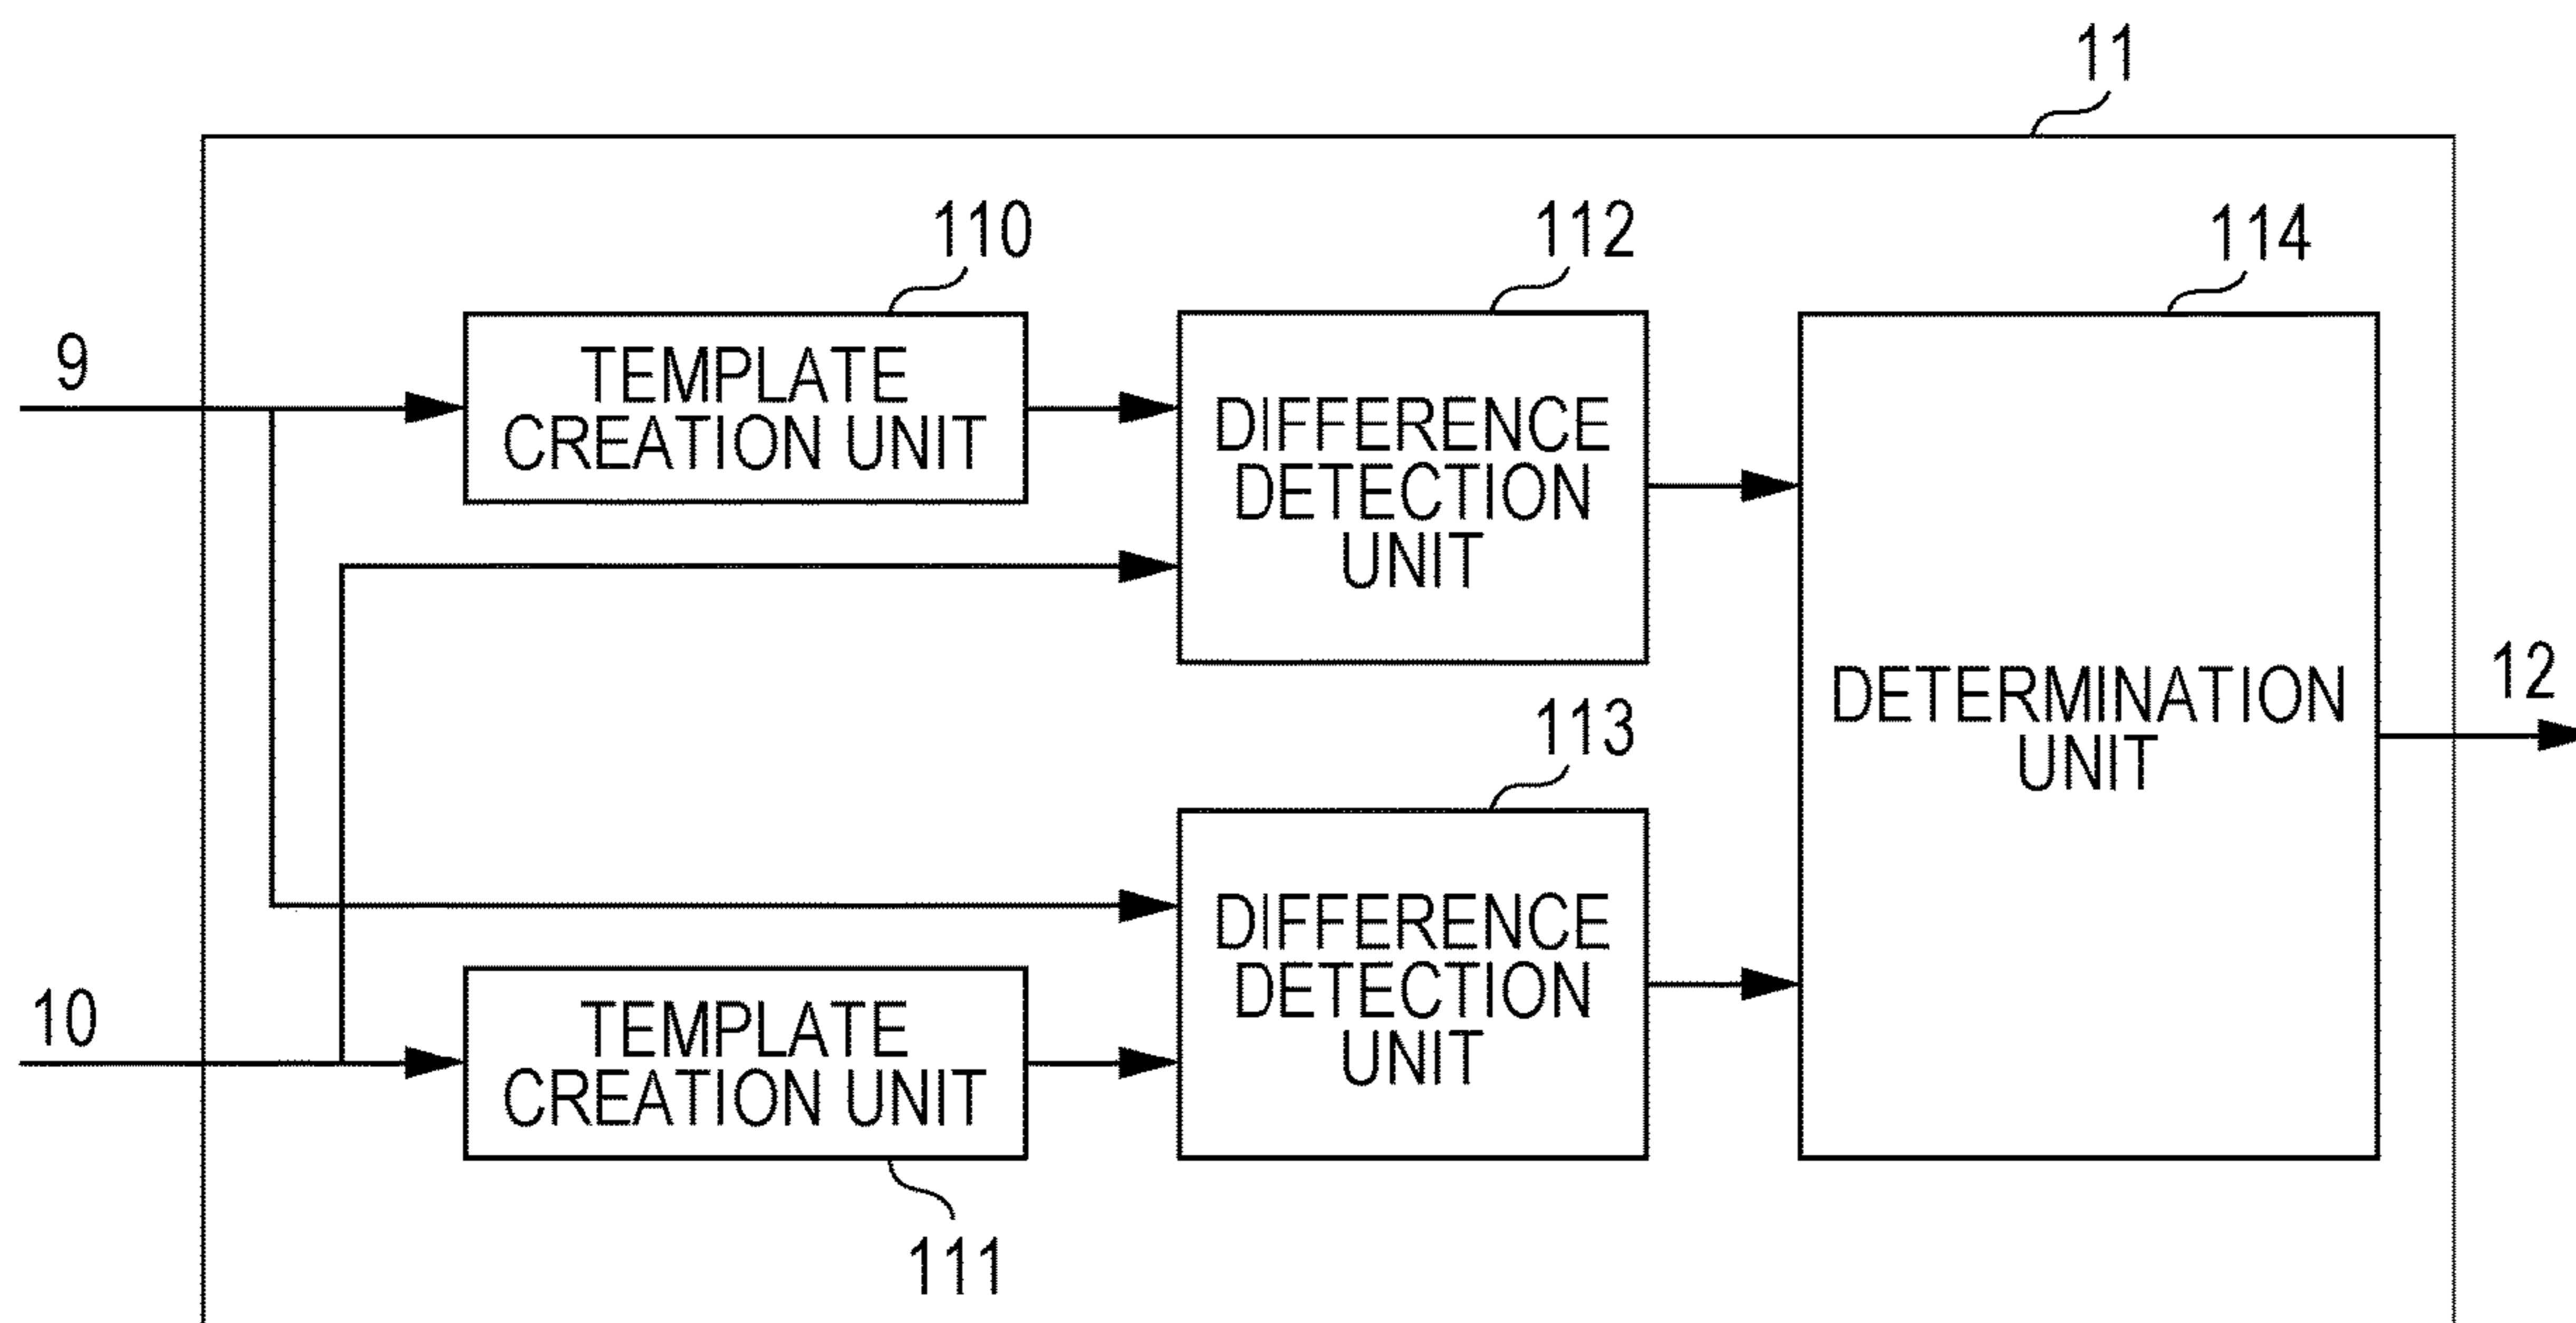 11
110
112
114
9
TEMPLATE
CREATION UNIT
DIFFERENCE
DETECTION
UNIT
DETERMINATION
UNIT
12
113
10
TEMPLATE
CREATION UNIT
DIFFERENCE
DETECTION
UNIT
111